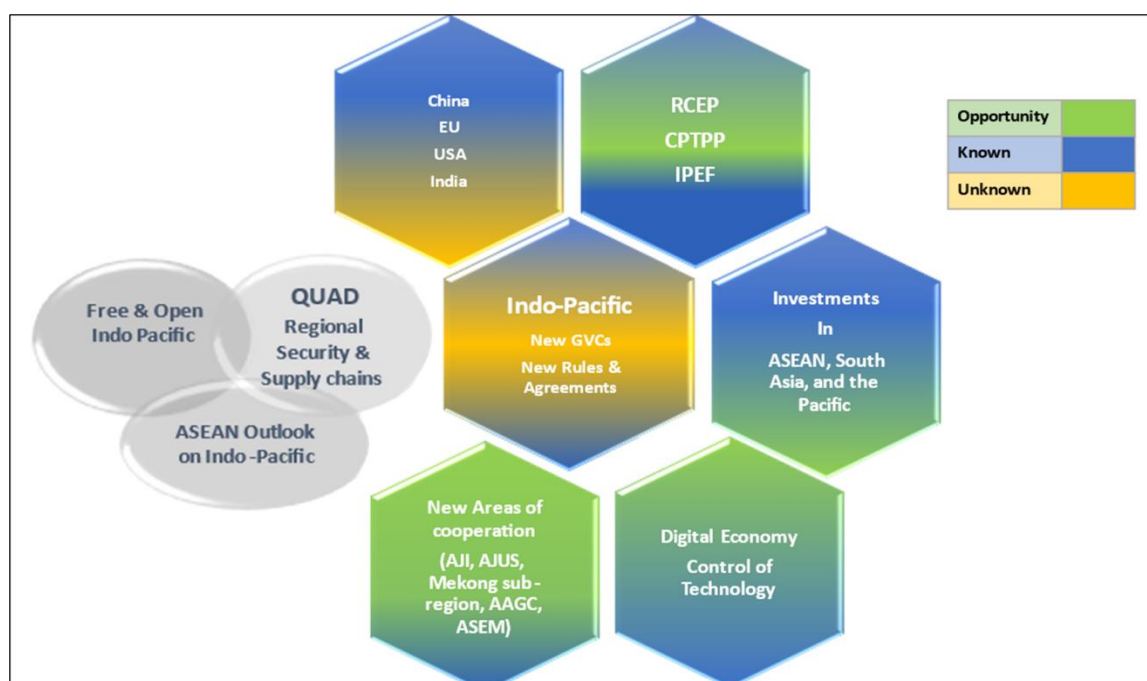 China
EU
USA
India
RCEP
CPTPP
IPEF
Opportunity
Known
Unknown
Free & Open
Indo Pacific
QUAD
Regional
Security &
Supply chains
ASEAN Outlook
on Indo -Pacific
Indo-Pacific
New GVCs
New Rules &
Agreements
Investments
In
ASEAN, South
Asia, and the
Pacific
New Areas of
cooperation
(AJI, AJUS,
Mekong sub-
region, AAGC,
ASEM)
Digital Economy
Control of
Technology